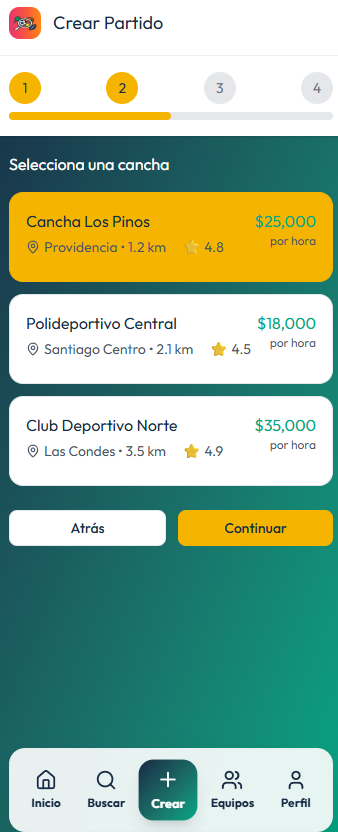 Crear Partido
1 2 3 4
Selecciona una cancha
Cancha Los Pinos $25,000
Providencia • 1.2 km 4.8 por hora
Polideportivo Central $18,000
Santiago Centro • 2.1 km 4.5 por hora
Club Deportivo Norte $35,000
Las Condes • 3.5 km 4.9 por hora
Atrás Continuar
Inicio Buscar Crear Equipos Perfil